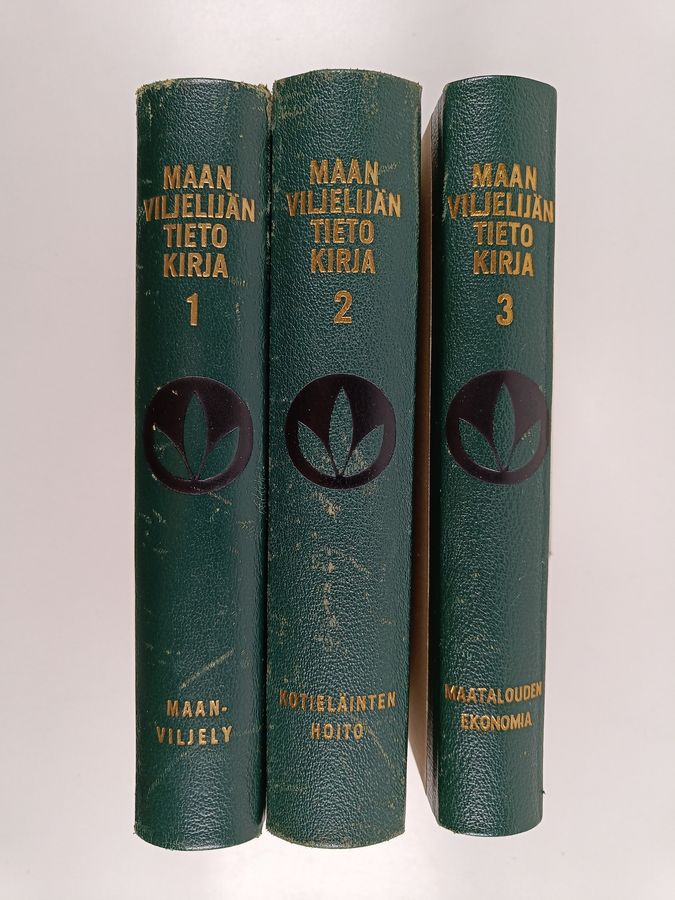 MAAN
VILJELIJÄN
TIETO
KIRJA
1
MAAN-
VILJELY
MAAN
VILJELIJÄN
TIETO
KIRJA
2
KOTIELÄINTEN
HOITO
MAAN
VILJELIJÄN
TIETO
KIRJA
3
MAATALOUDEN
EKONOMIA